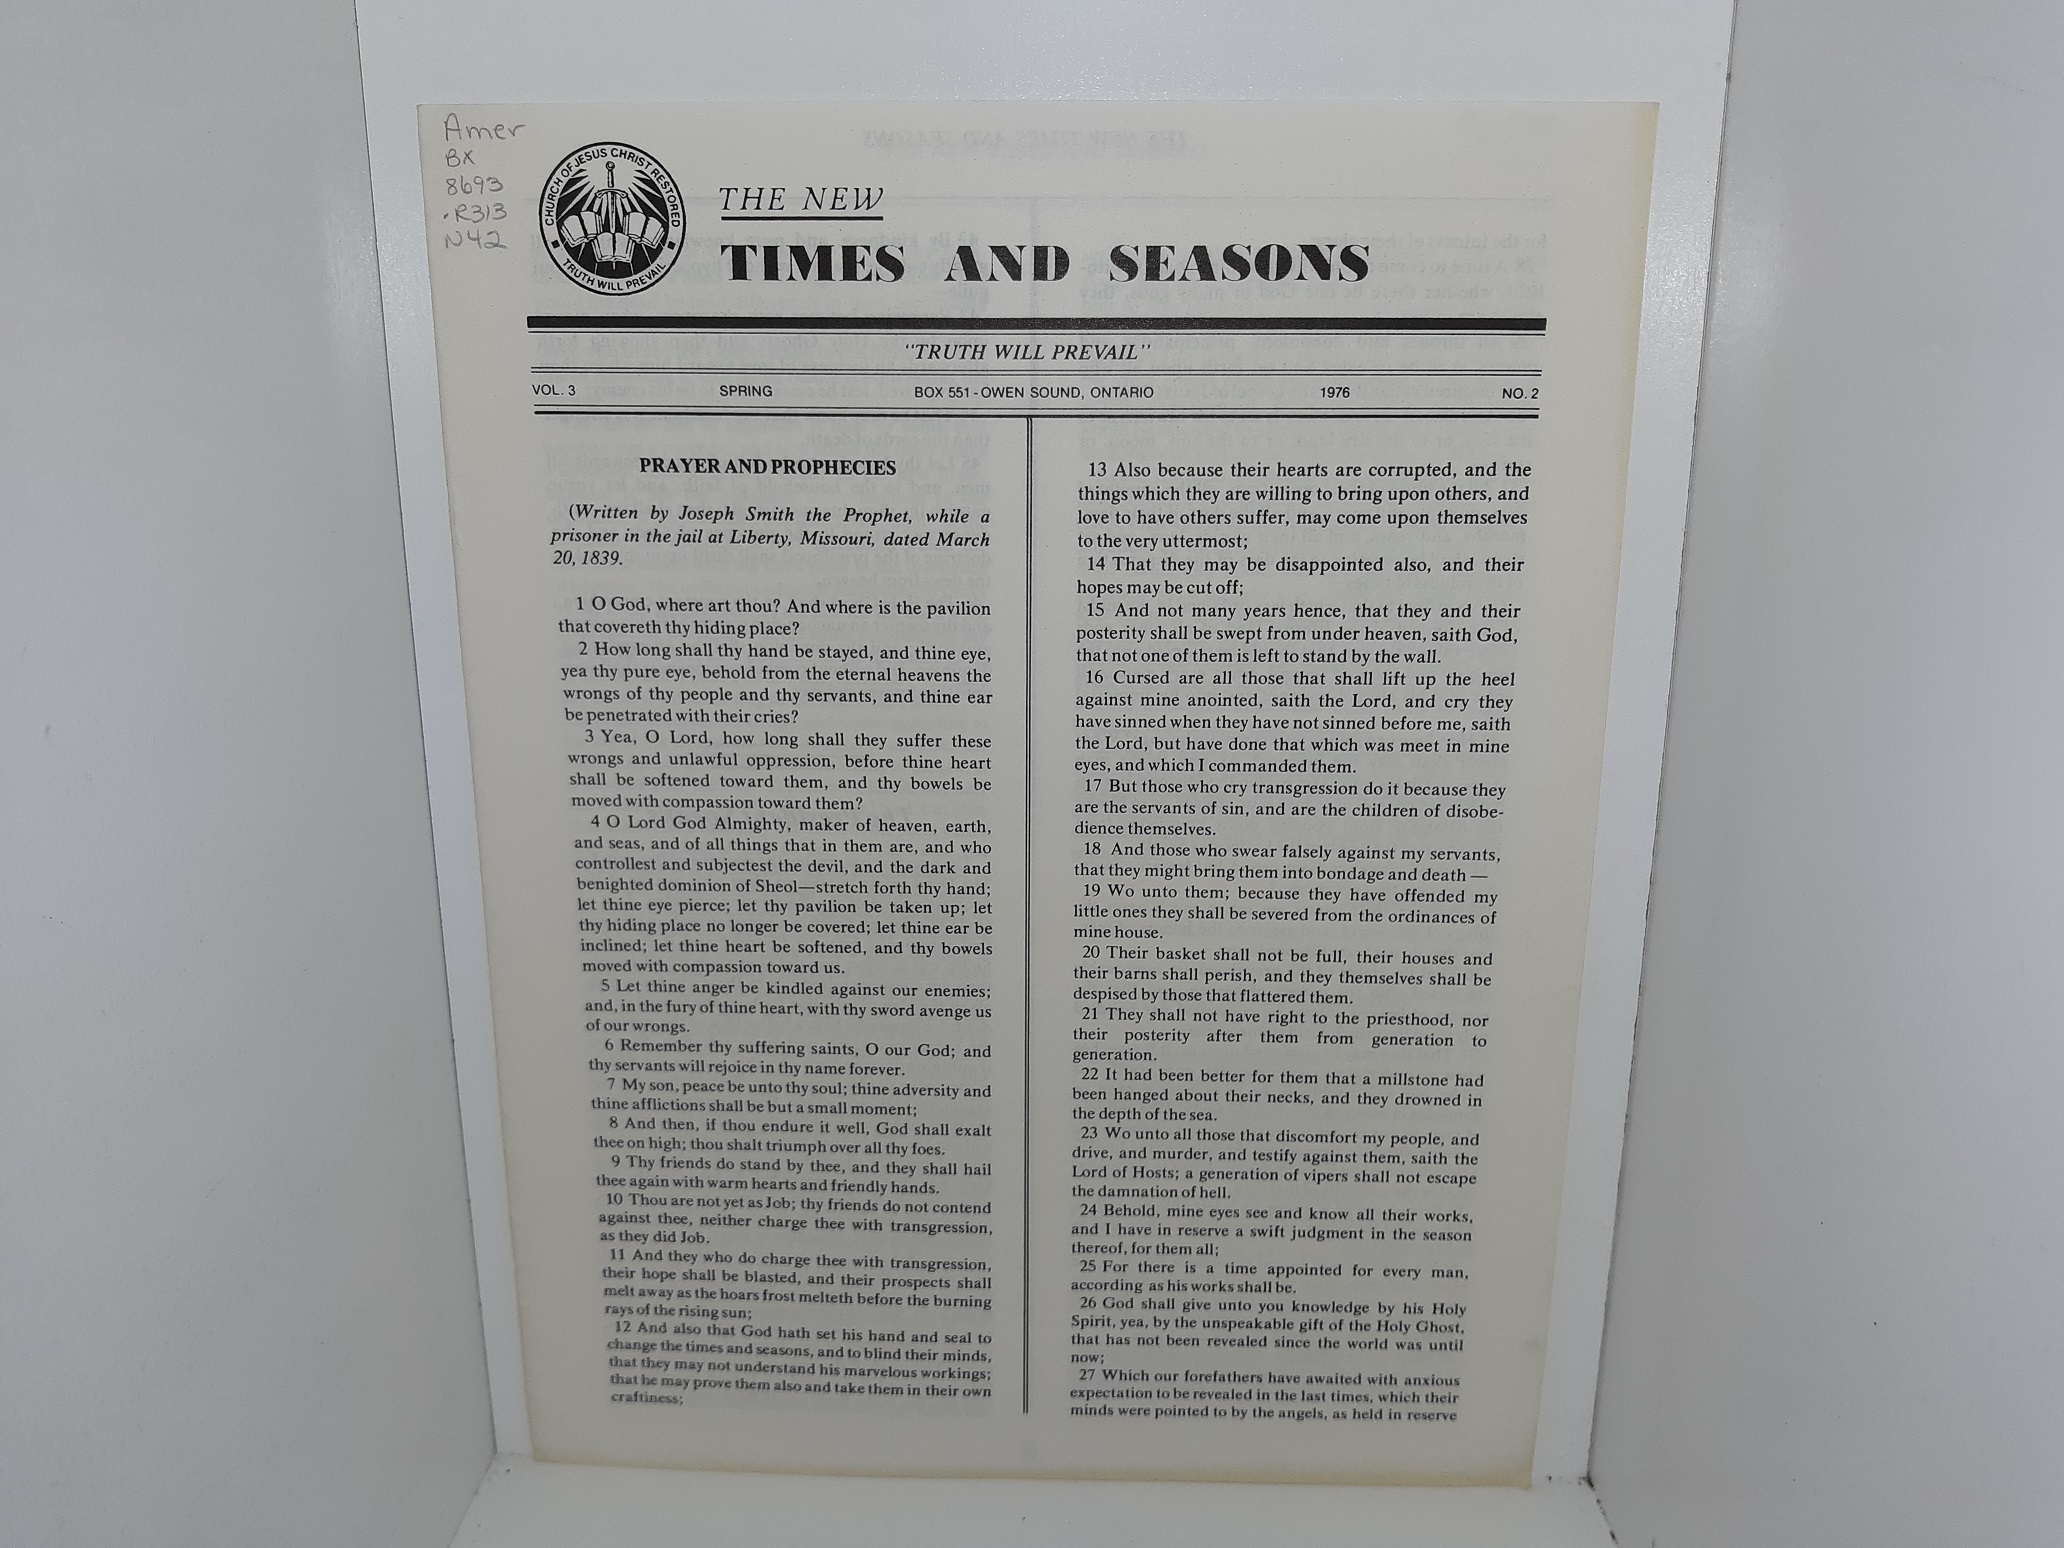 Amer
BX
8693
.R313
N42
CHURCH OF JESUS CHRIST RESTORED
TRUTH WILL PREVAIL
THE NEW
TIMES AND SEASONS
"TRUTH WILL PREVAIL"
VOL. 3 SPRING BOX 551 - OWEN SOUND, ONTARIO 1976 NO. 2
PRAYER AND PROPHECIES
(Written by Joseph Smith the Prophet, while a
prisoner in the jail at Liberty, Missouri, dated March
20, 1839.
1 O God, where art thou? And where is the pavilion
that covereth thy hiding place?
2 How long shall thy hand be stayed, and thine eye,
yea thy pure eye, behold from the eternal heavens the
wrongs of thy people and thy servants, and thine ear
be penetrated with their cries?
3 Yea, O Lord, how long shall they suffer these
wrongs and unlawful oppression, before thine heart
shall be softened toward them, and thy bowels be
moved with compassion toward them?
4 O Lord God Almighty, maker of heaven, earth,
and seas, and of all things that in them are, and who
controllest and subjectest the devil, and the dark and
benighted dominion of Sheol—stretch forth thy hand;
let thine eye pierce; let thy pavilion be taken up; let
thy hiding place no longer be covered; let thine ear be
inclined; let thine heart be softened, and thy bowels
moved with compassion toward us.
5 Let thine anger be kindled against our enemies;
and, in the fury of thine heart, with thy sword avenge us
of our wrongs.
6 Remember thy suffering saints, O our God; and
thy servants will rejoice in thy name forever.
7 My son, peace be unto thy soul; thine adversity and
thine afflictions shall be but a small moment;
8 And then, if thou endure it well, God shall exalt
thee on high; thou shalt triumph over all thy foes.
9 Thy friends do stand by thee, and they shall hail
thee again with warm hearts and friendly hands.
10 Thou are not yet as Job; thy friends do not contend
against thee, neither charge thee with transgression,
as they did Job.
11 And they who do charge thee with transgression,
their hope shall be blasted, and their prospects shall
melt away as the hoars frost melteth before the burning
rays of the rising sun;
12 And also that God hath set his hand and seal to
change the times and seasons, and to blind their minds,
that they may not understand his marvelous workings;
that he may prove them also and take them in their own
craftiness;
13 Also because their hearts are corrupted, and the
things which they are willing to bring upon others, and
love to have others suffer, may come upon themselves
to the very uttermost;
14 That they may be disappointed also, and their
hopes may be cut off;
15 And not many years hence, that they and their
posterity shall be swept from under heaven, saith God,
that not one of them is left to stand by the wall.
16 Cursed are all those that shall lift up the heel
against mine anointed, saith the Lord, and cry they
have sinned when they have not sinned before me, saith
the Lord, but have done that which was meet in mine
eyes, and which I commanded them.
17 But those who cry transgression do it because they
are the servants of sin, and are the children of disobe-
dience themselves.
18 And those who swear falsely against my servants,
that they might bring them into bondage and death —
19 Wo unto them; because they have offended my
little ones they shall be severed from the ordinances of
mine house.
20 Their basket shall not be full, their houses and
their barns shall perish, and they themselves shall be
despised by those that flattered them.
21 They shall not have right to the priesthood, nor
their posterity after them from generation to
generation.
22 It had been better for them that a millstone had
been hanged about their necks, and they drowned in
the depth of the sea.
23 Wo unto all those that discomfort my people, and
drive, and murder, and testify against them, saith the
Lord of Hosts; a generation of vipers shall not escape
the damnation of hell.
24 Behold, mine eyes see and know all their works,
and I have in reserve a swift judgment in the season
thereof, for them all;
25 For there is a time appointed for every man,
according as his works shall be.
26 God shall give unto you knowledge by his Holy
Spirit, yea, by the unspeakable gift of the Holy Ghost,
that has not been revealed since the world was until
now;
27 Which our forefathers have awaited with anxious
expectation to be revealed in the last times, which their
minds were pointed to by the angels, as held in reserve